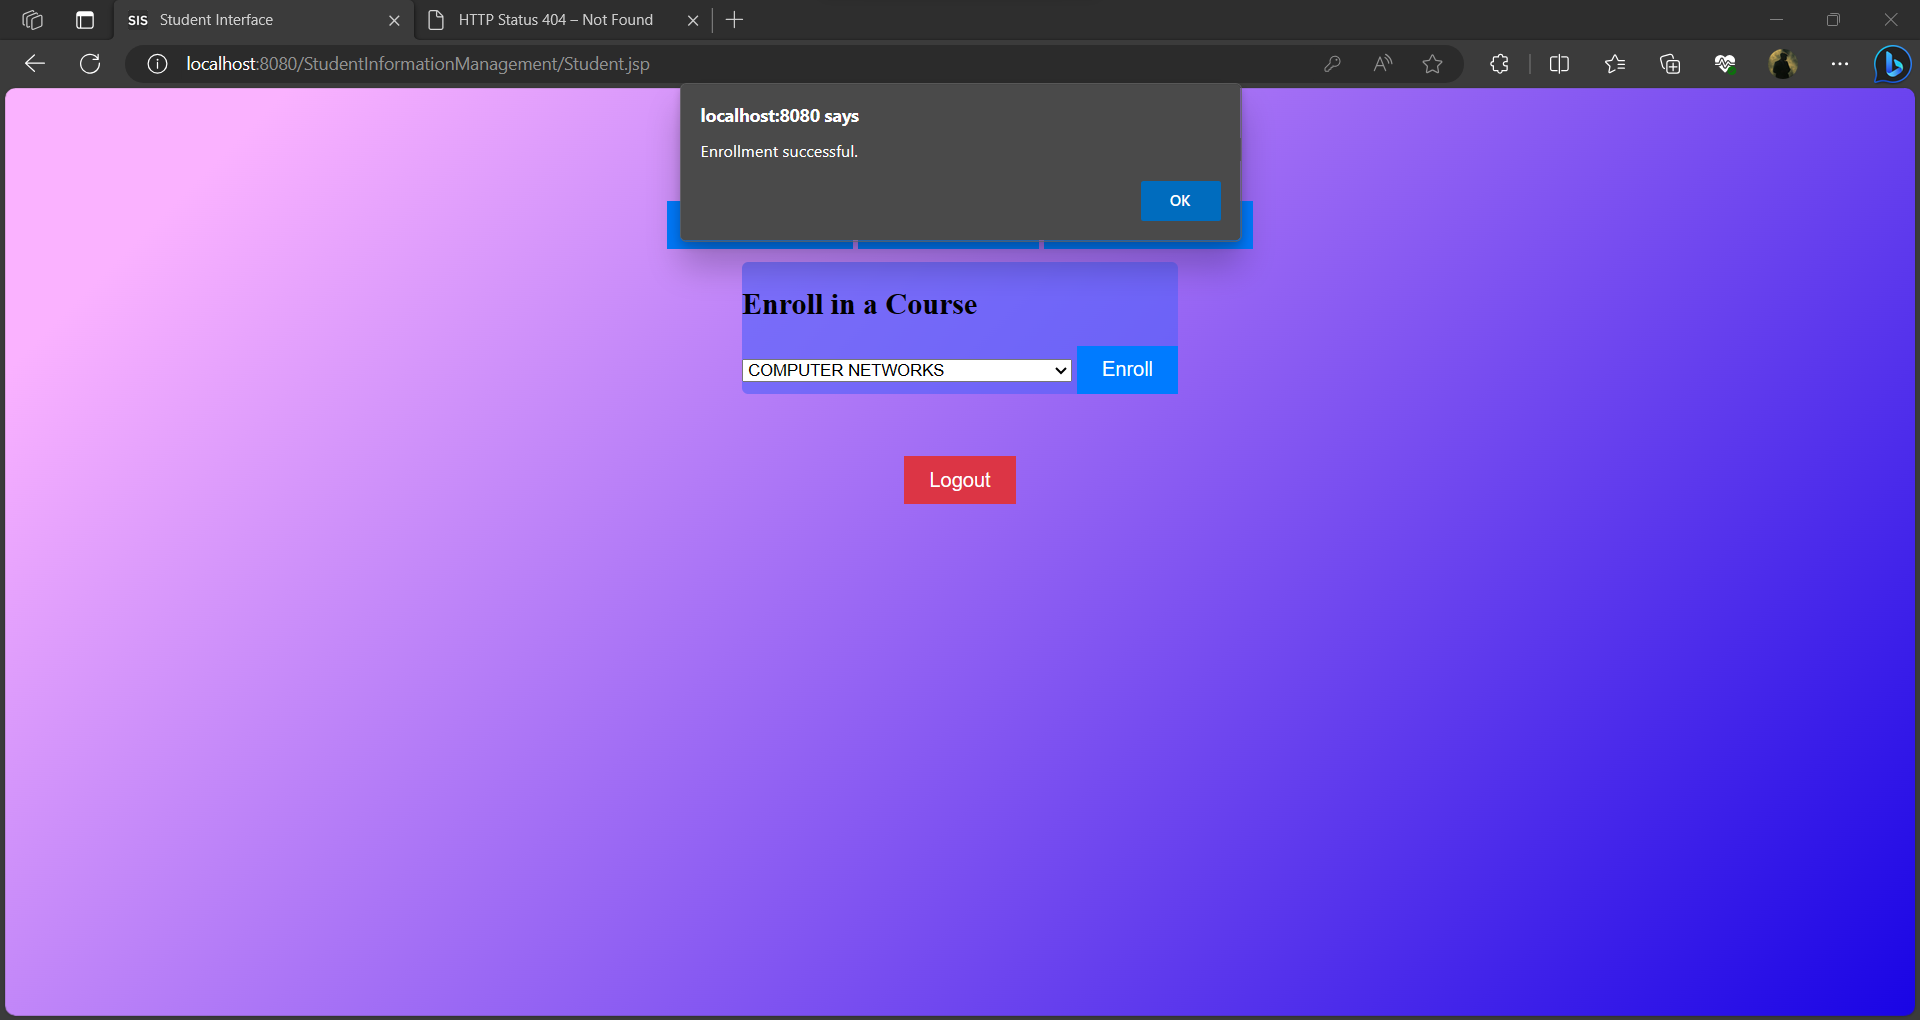 SIS Student Interface
HTTP Status 404 – Not Found
localhost:8080/StudentInformationManagement/Student.jsp
localhost:8080 says
Enrollment successful.
OK
Enroll in a Course
COMPUTER NETWORKS
Enroll
Logout